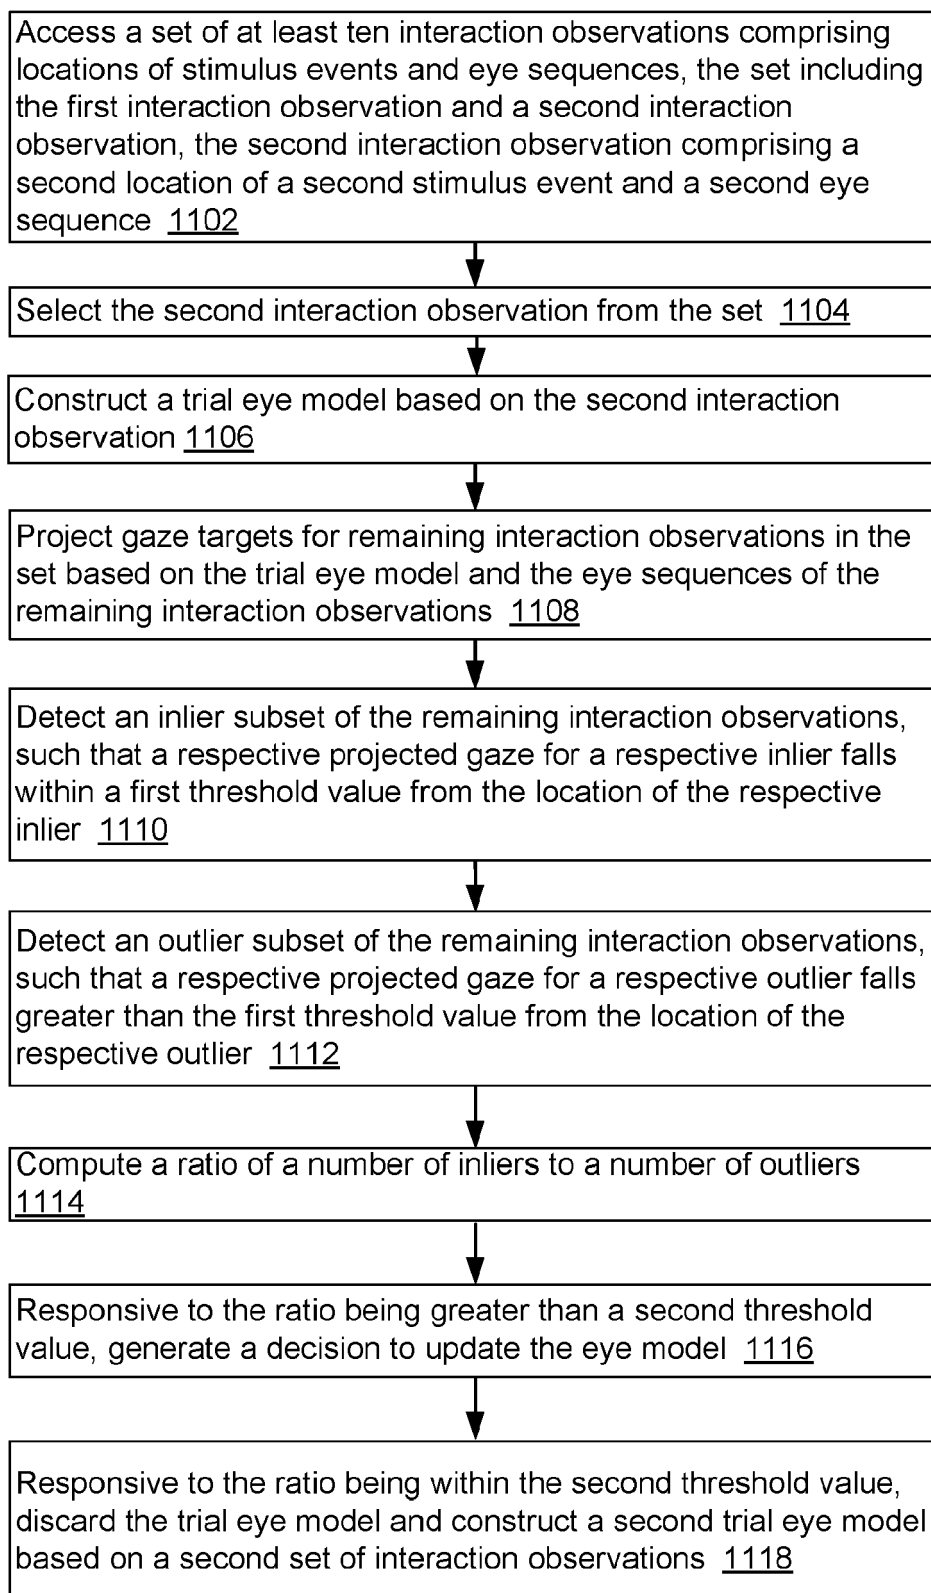 Access a set of at least ten interaction observations comprising
locations of stimulus events and eye sequences, the set including
the first interaction observation and a second interaction
observation, the second interaction observation comprising a
second location of a second stimulus event and a second eye
sequence 1102
Select the second interaction observation from the set 1104
Construct a trial eye model based on the second interaction
observation 1106
Project gaze targets for remaining interaction observations in the
set based on the trial eye model and the eye sequences of the
remaining interaction observations 1108
Detect an inlier subset of the remaining interaction observations,
such that a respective projected gaze for a respective inlier falls
within a first threshold value from the location of the respective
inlier 1110
Detect an outlier subset of the remaining interaction observations,
such that a respective projected gaze for a respective outlier falls
greater than the first threshold value from the location of the
respective outlier 1112
Compute a ratio of a number of inliers to a number of outliers
1114
Responsive to the ratio being greater than a second threshold
value, generate a decision to update the eye model 1116
Responsive to the ratio being within the second threshold value,
discard the trial eye model and construct a second trial eye model
based on a second set of interaction observations 1118